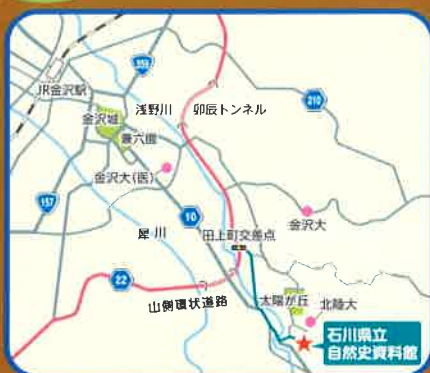 159
JR金沢駅
浅野川
卯辰トンネル
210
金沢城
兼六園
金沢大(医)
157
10
金沢大
犀川
田上町交差点
22
山側環状道路
太陽が丘
北陸大
石川県立
自然史資料館